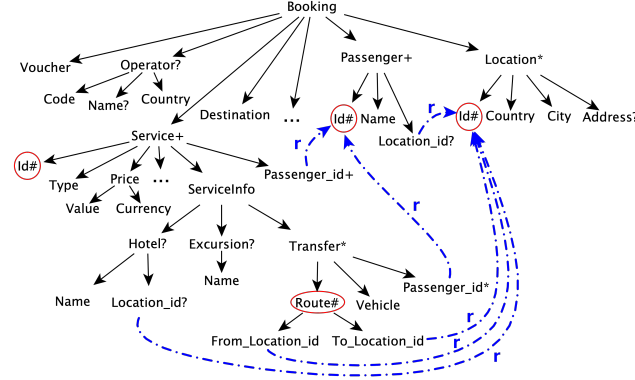 Booking
Voucher Operator? Passenger+ Location*
Code Name? Country Destination ... Id# Name Location_id? r Id# Country City Address?
Service+ r
Id# Type Price ... ServiceInfo Passenger_id+
Value Currency r
Hotel? Excursion? Transfer*
Name Location_id? Name Route# Vehicle Passenger_id*
From_Location_id To_Location_id r
r
r